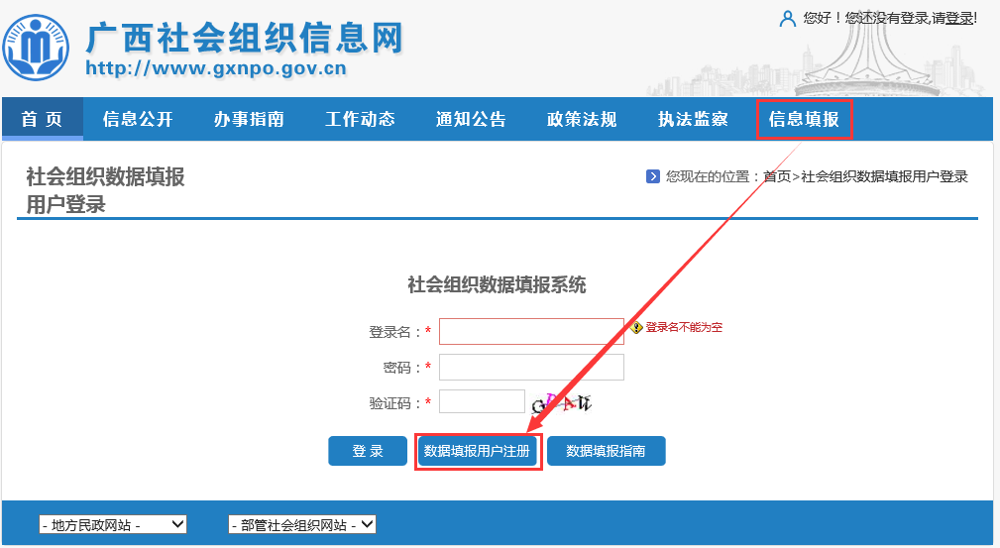 广西社会组织信息网
http://www.gxnpo.gov.cn
您好！您还没有登录,请登录!
首 页 信息公开 办事指南 工作动态 通知公告 政策法规 执法监察 信息填报
社会组织数据填报
用户登录
您现在的位置：首页>社会组织数据填报用户登录
社会组织数据填报系统
登录名：* 登录名不能为空
密码：*
验证码：*
登 录 数据填报用户注册 数据填报指南
- 地方民政网站 - - 部管社会组织网站 -